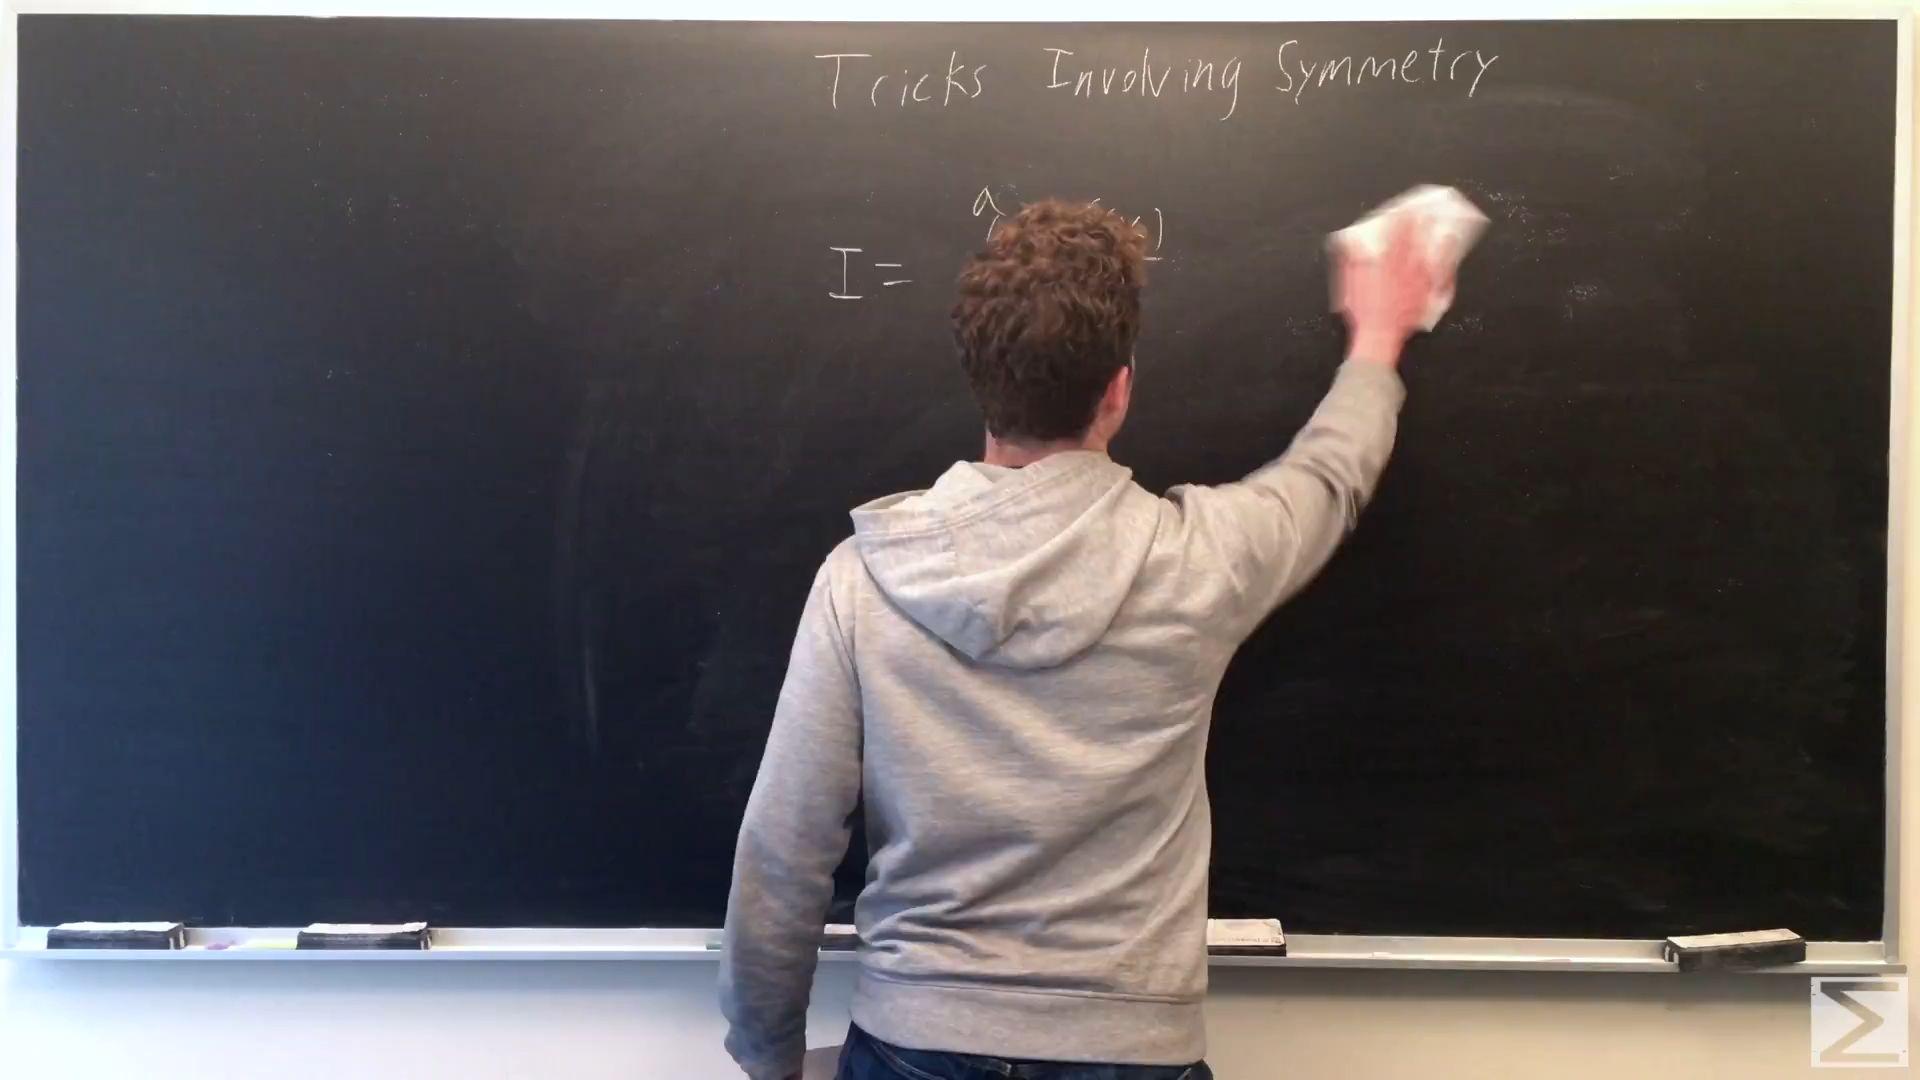 Tricks Involving Symmetry
a
I =